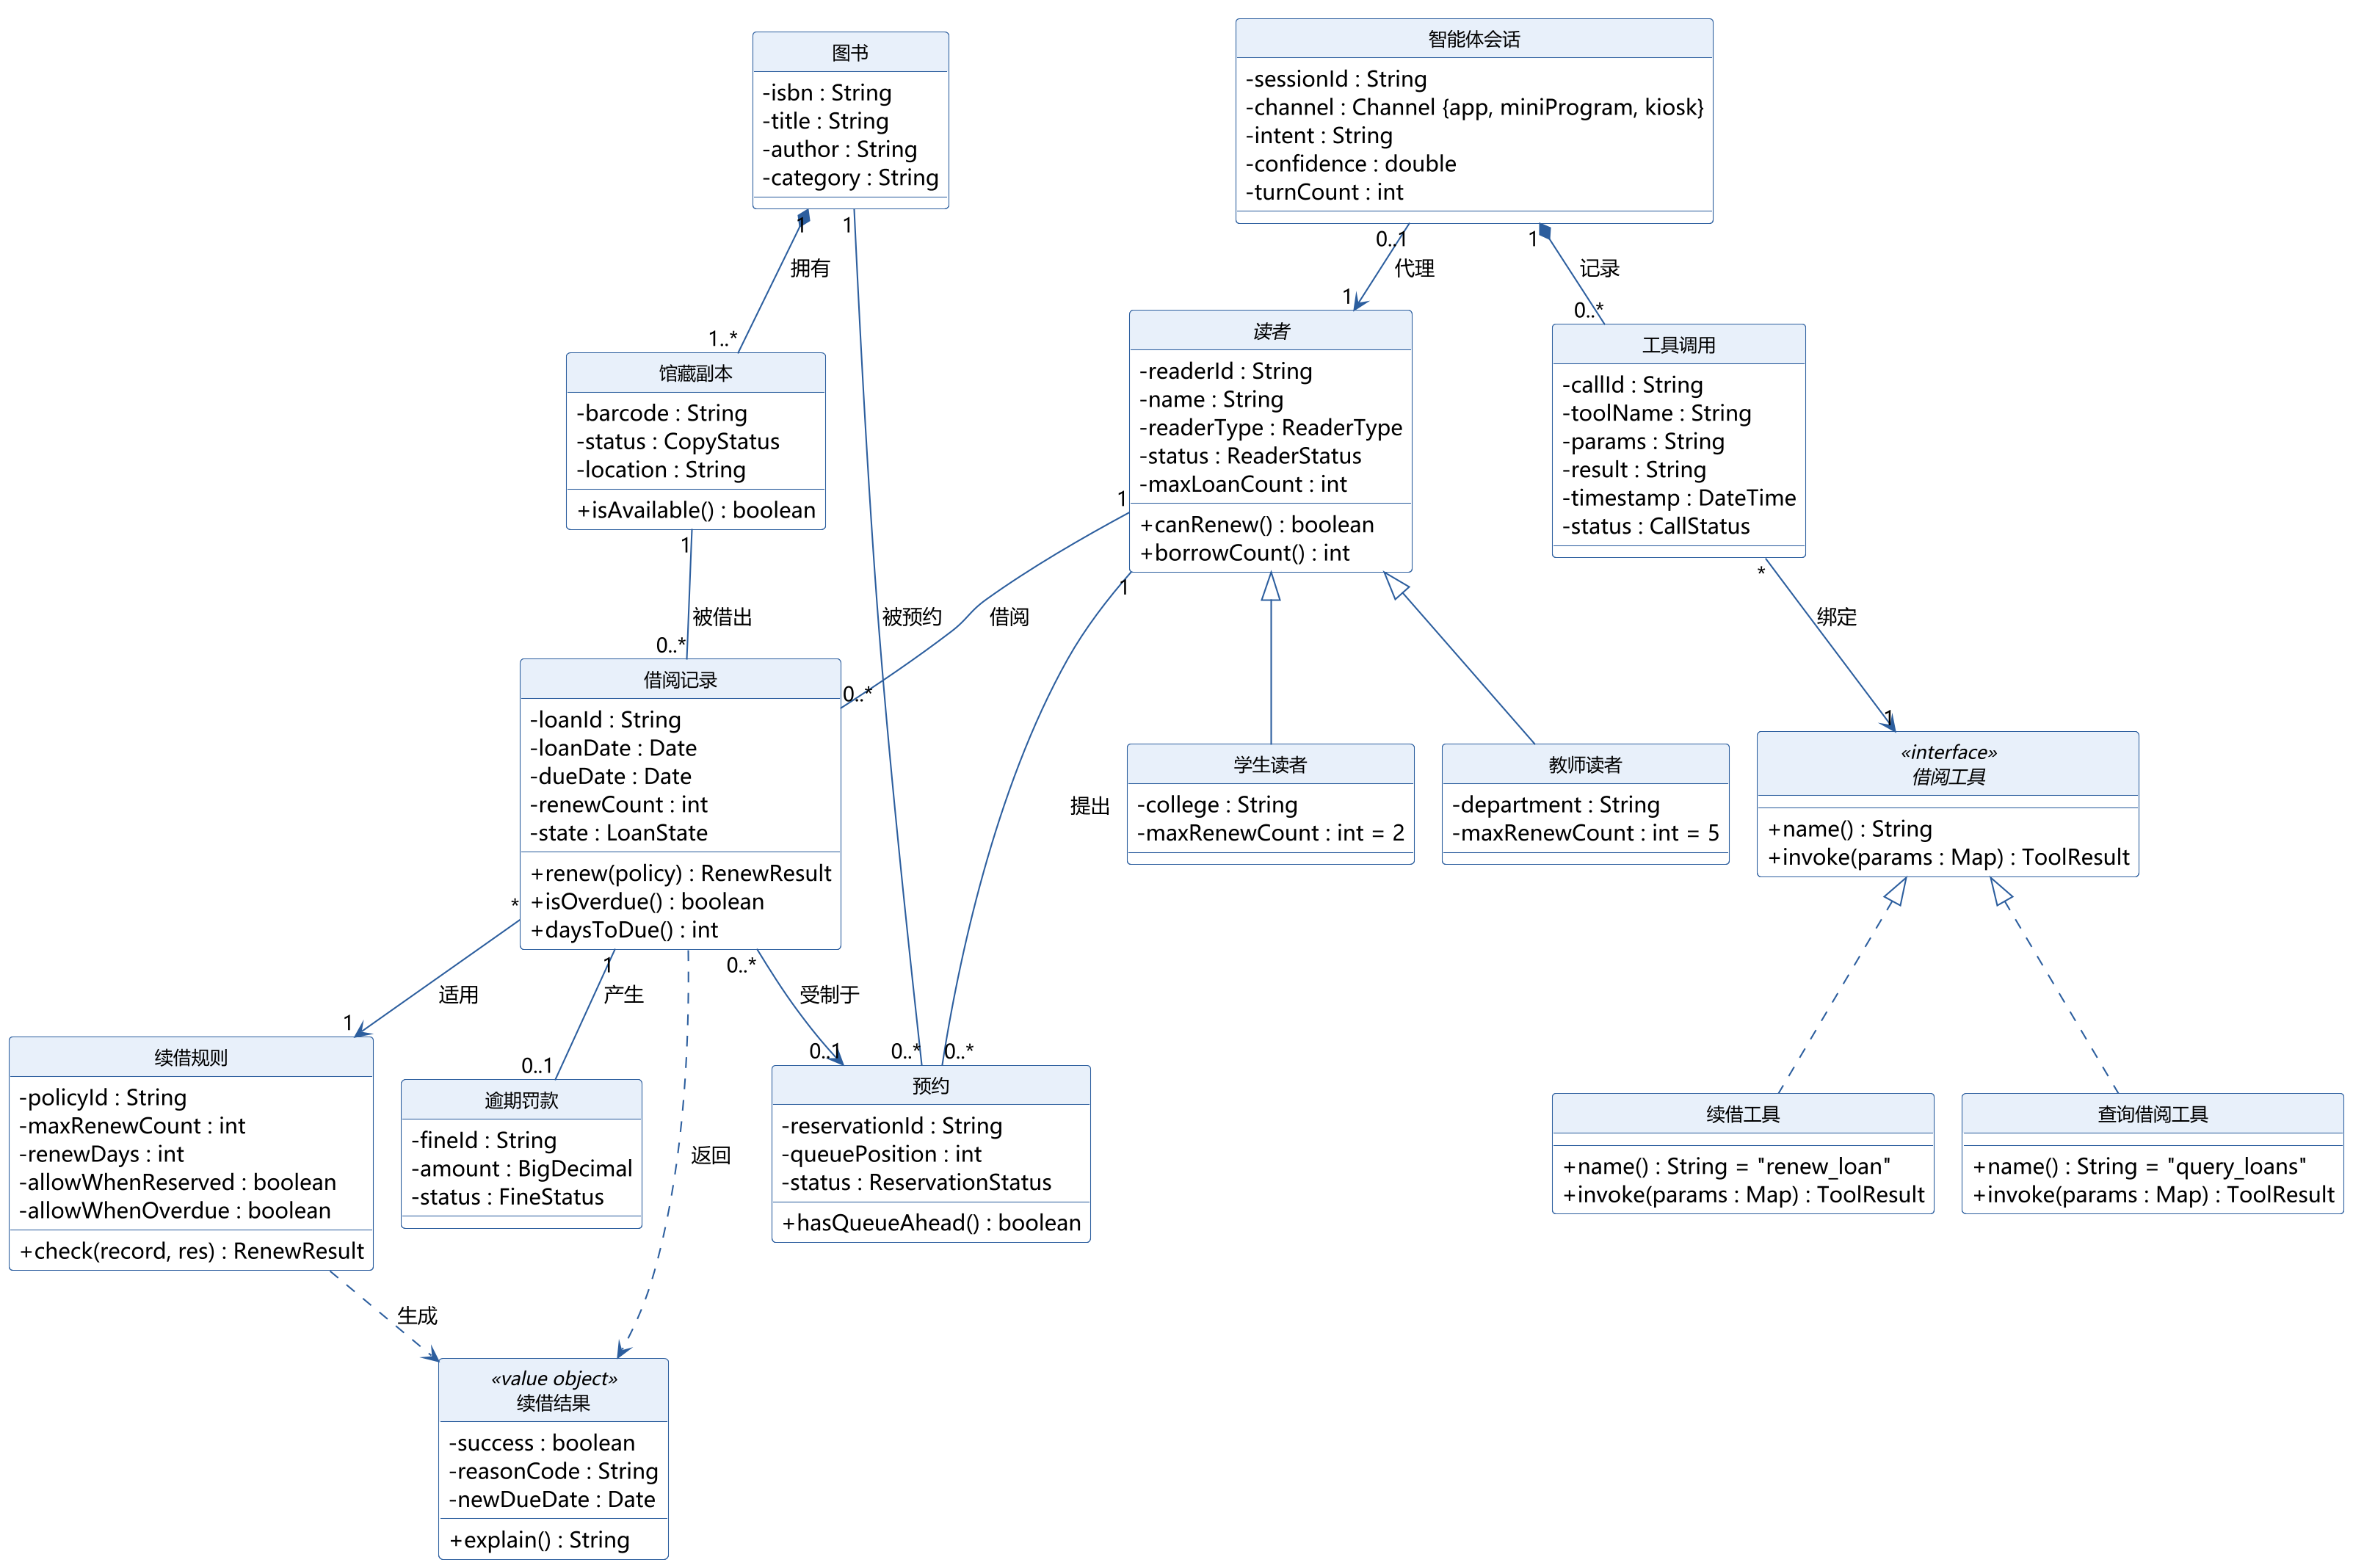 图书
-isbn : String
-title : String
-author : String
-category : String
智能体会话
-sessionId : String
-channel : Channel {app, miniProgram, kiosk}
-intent : String
-confidence : double
-turnCount : int
1
1
0..1
1
拥有
代理
记录
1..*
1
0..*
馆藏副本
-barcode : String
-status : CopyStatus
-location : String
+isAvailable() : boolean
读者
-readerId : String
-name : String
-readerType : ReaderType
-status : ReaderStatus
-maxLoanCount : int
+canRenew() : boolean
+borrowCount() : int
工具调用
-callId : String
-toolName : String
-params : String
-result : String
-timestamp : DateTime
-status : CallStatus
1
1
1
*
被借出
被预约
借阅
绑定
0..*
0..*
1
借阅记录
-loanId : String
-loanDate : Date
-dueDate : Date
-renewCount : int
-state : LoanState
+renew(policy) : RenewResult
+isOverdue() : boolean
+daysToDue() : int
提出
学生读者
-college : String
-maxRenewCount : int = 2
教师读者
-department : String
-maxRenewCount : int = 5
«interface»
借阅工具
+name() : String
+invoke(params : Map) : ToolResult
*
1
0..*
适用
产生
受制于
1
0..1
0..1
0..*
0..*
续借规则
-policyId : String
-maxRenewCount : int
-renewDays : int
-allowWhenReserved : boolean
-allowWhenOverdue : boolean
+check(record, res) : RenewResult
逾期罚款
-fineId : String
-amount : BigDecimal
-status : FineStatus
返回
预约
-reservationId : String
-queuePosition : int
-status : ReservationStatus
+hasQueueAhead() : boolean
续借工具
+name() : String = "renew_loan"
+invoke(params : Map) : ToolResult
查询借阅工具
+name() : String = "query_loans"
+invoke(params : Map) : ToolResult
生成
«value object»
续借结果
-success : boolean
-reasonCode : String
-newDueDate : Date
+explain() : String